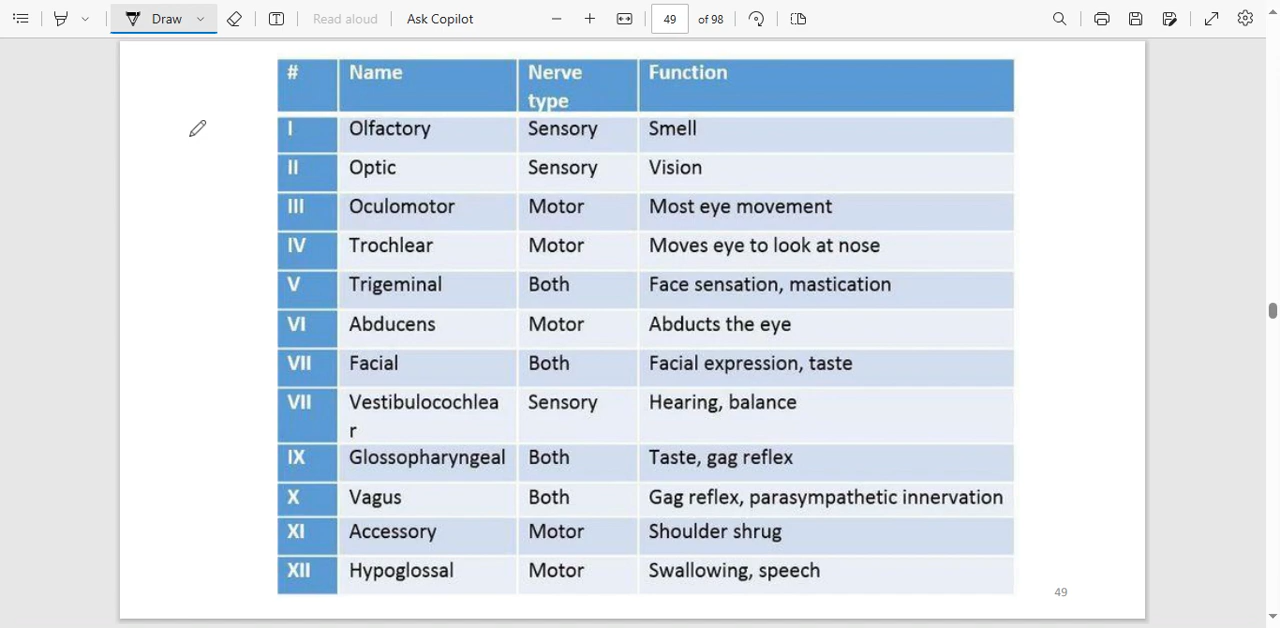 Draw
Read aloud
Ask Copilot
49
of 98
# Name Nerve type Function
I Olfactory Sensory Smell
II Optic Sensory Vision
III Oculomotor Motor Most eye movement
IV Trochlear Motor Moves eye to look at nose
V Trigeminal Both Face sensation, mastication
VI Abducens Motor Abducts the eye
VII Facial Both Facial expression, taste
VII Vestibulocochlea r Sensory Hearing, balance
IX Glossopharyngeal Both Taste, gag reflex
X Vagus Both Gag reflex, parasympathetic innervation
XI Accessory Motor Shoulder shrug
XII Hypoglossal Motor Swallowing, speech
49